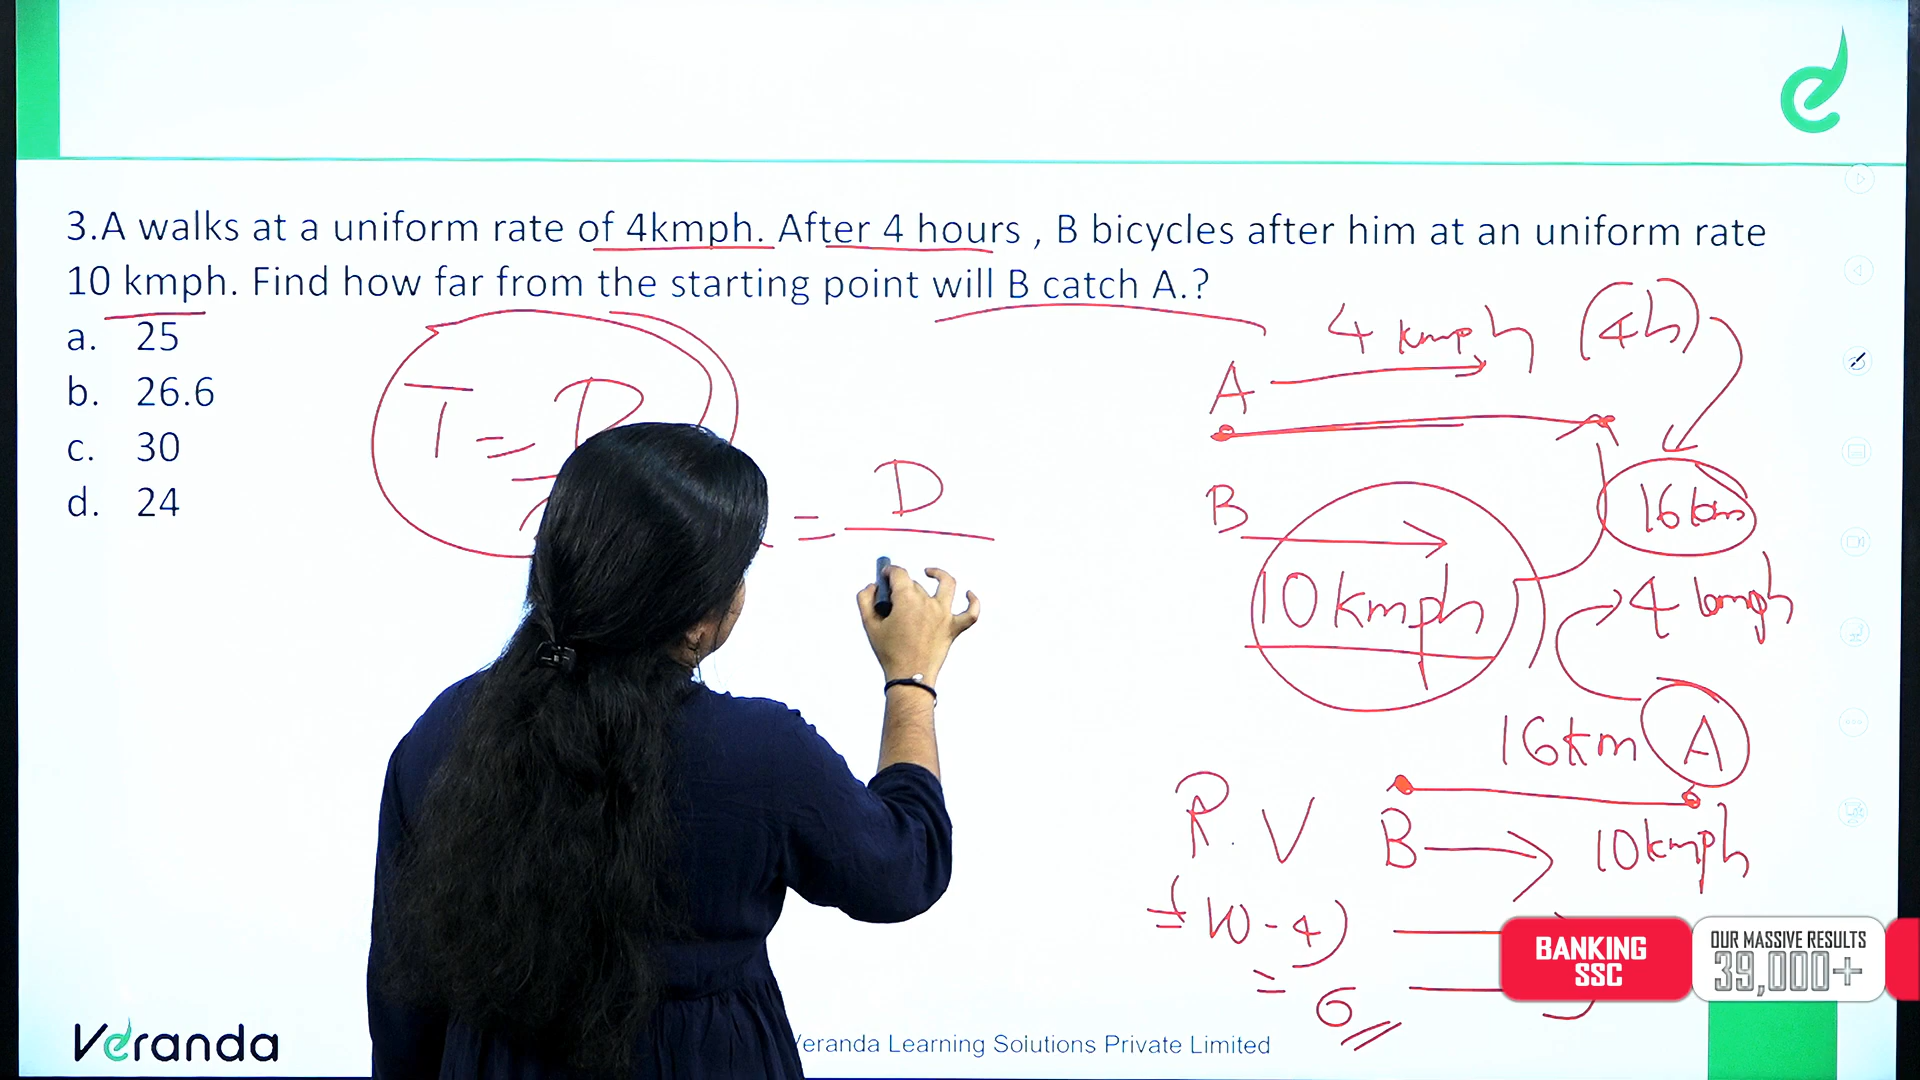 3.A walks at a uniform rate of 4kmph. After 4 hours , B bicycles after him at an uniform rate
10 kmph. Find how far from the starting point will B catch A.?
a. 25
b. 26.6
c. 30
d. 24
T = D
= D
4 kmph (4h)
A
B
16 km
10 kmph
4 kmph
16km A
R.V
B 10kmph
= (10-4)
= 6
BANKING
SSC
OUR MASSIVE RESULTS
39,000+
Veranda
Veranda Learning Solutions Private Limited